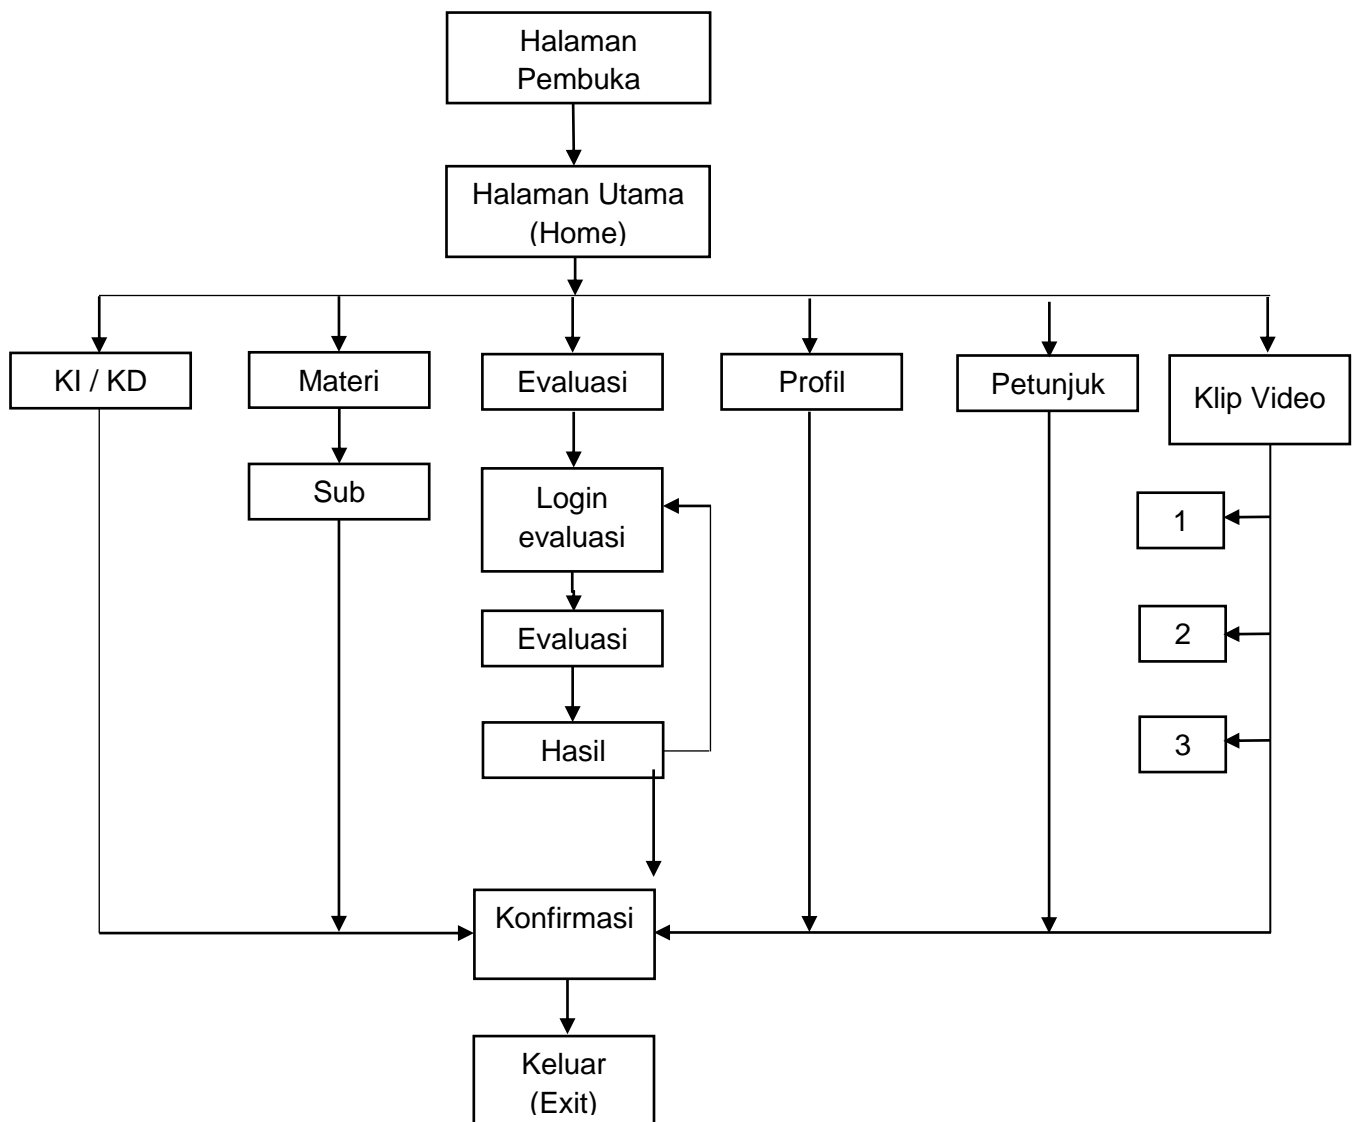 Halaman
Pembuka
Halaman Utama
(Home)
KI / KD
Materi
Evaluasi
Profil
Petunjuk
Klip Video
Sub
Login
evaluasi
1
Evaluasi
2
Hasil
3
Konfirmasi
Keluar
(Exit)